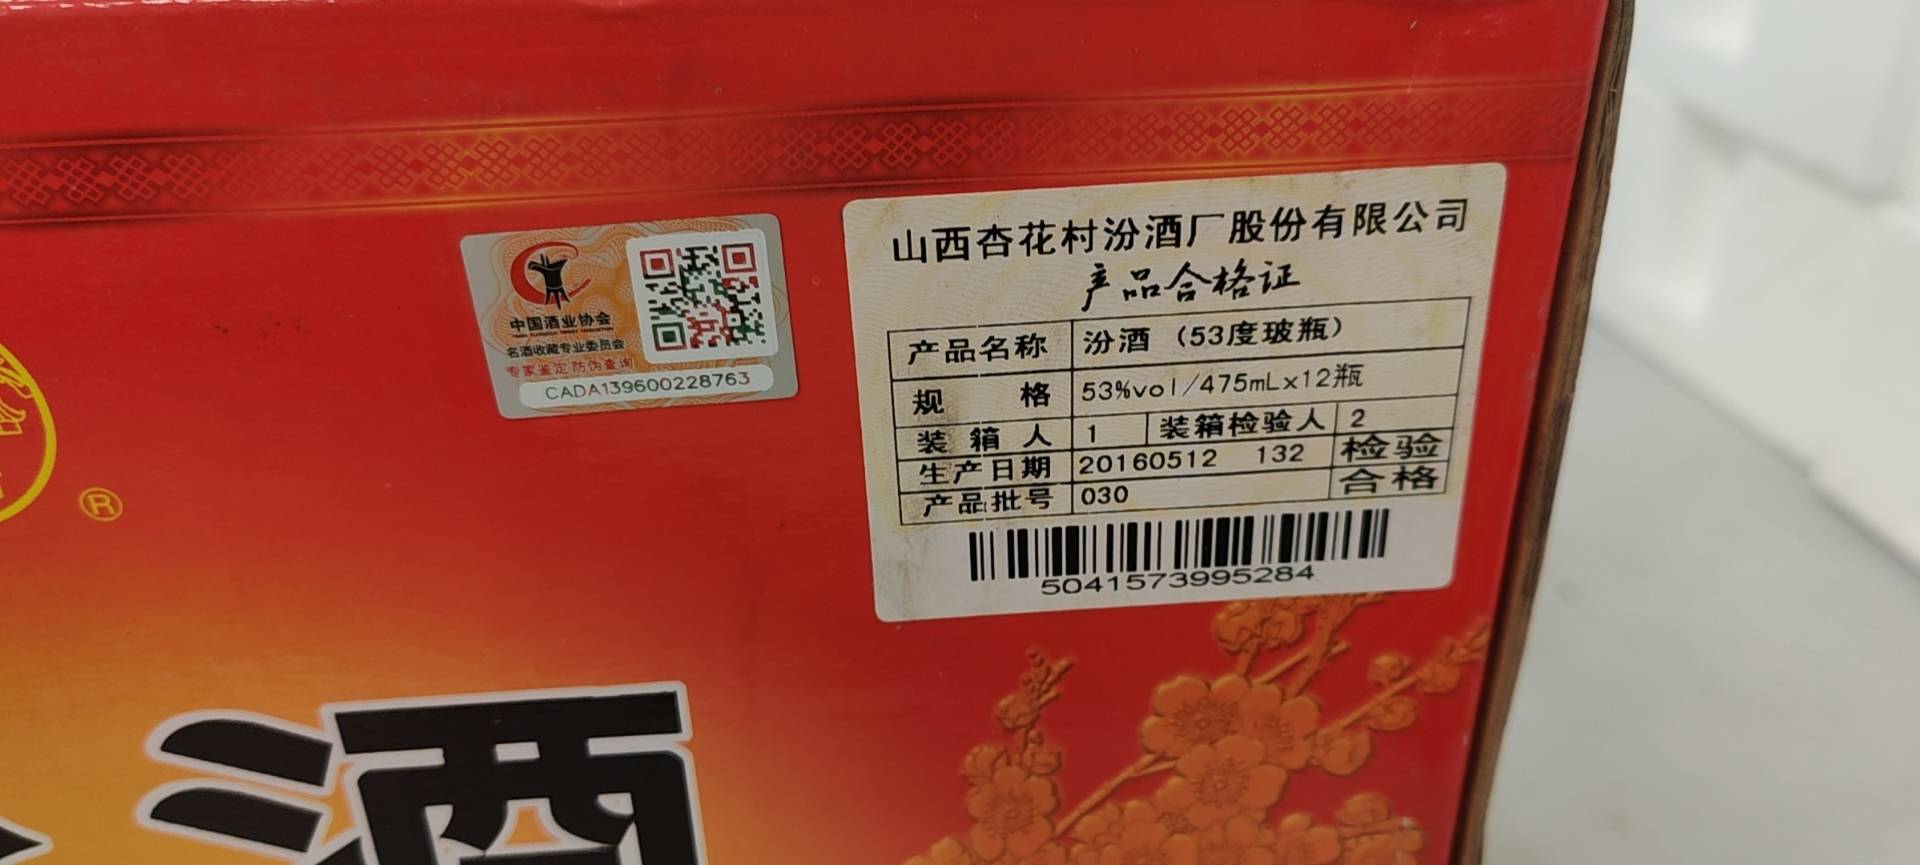 中国酒业协会
名酒收藏专业委员会
专家鉴定 防伪查询
CADA139600228763
山西杏花村汾酒厂股份有限公司
产品合格证
产品名称 汾酒（53度玻瓶）
规 格 53%vol/475mL×12瓶
装 箱 人 1 装箱检验人 2
生产日期 20160512 132 检验
产品批号 030 合格
5041573995284
®
酒